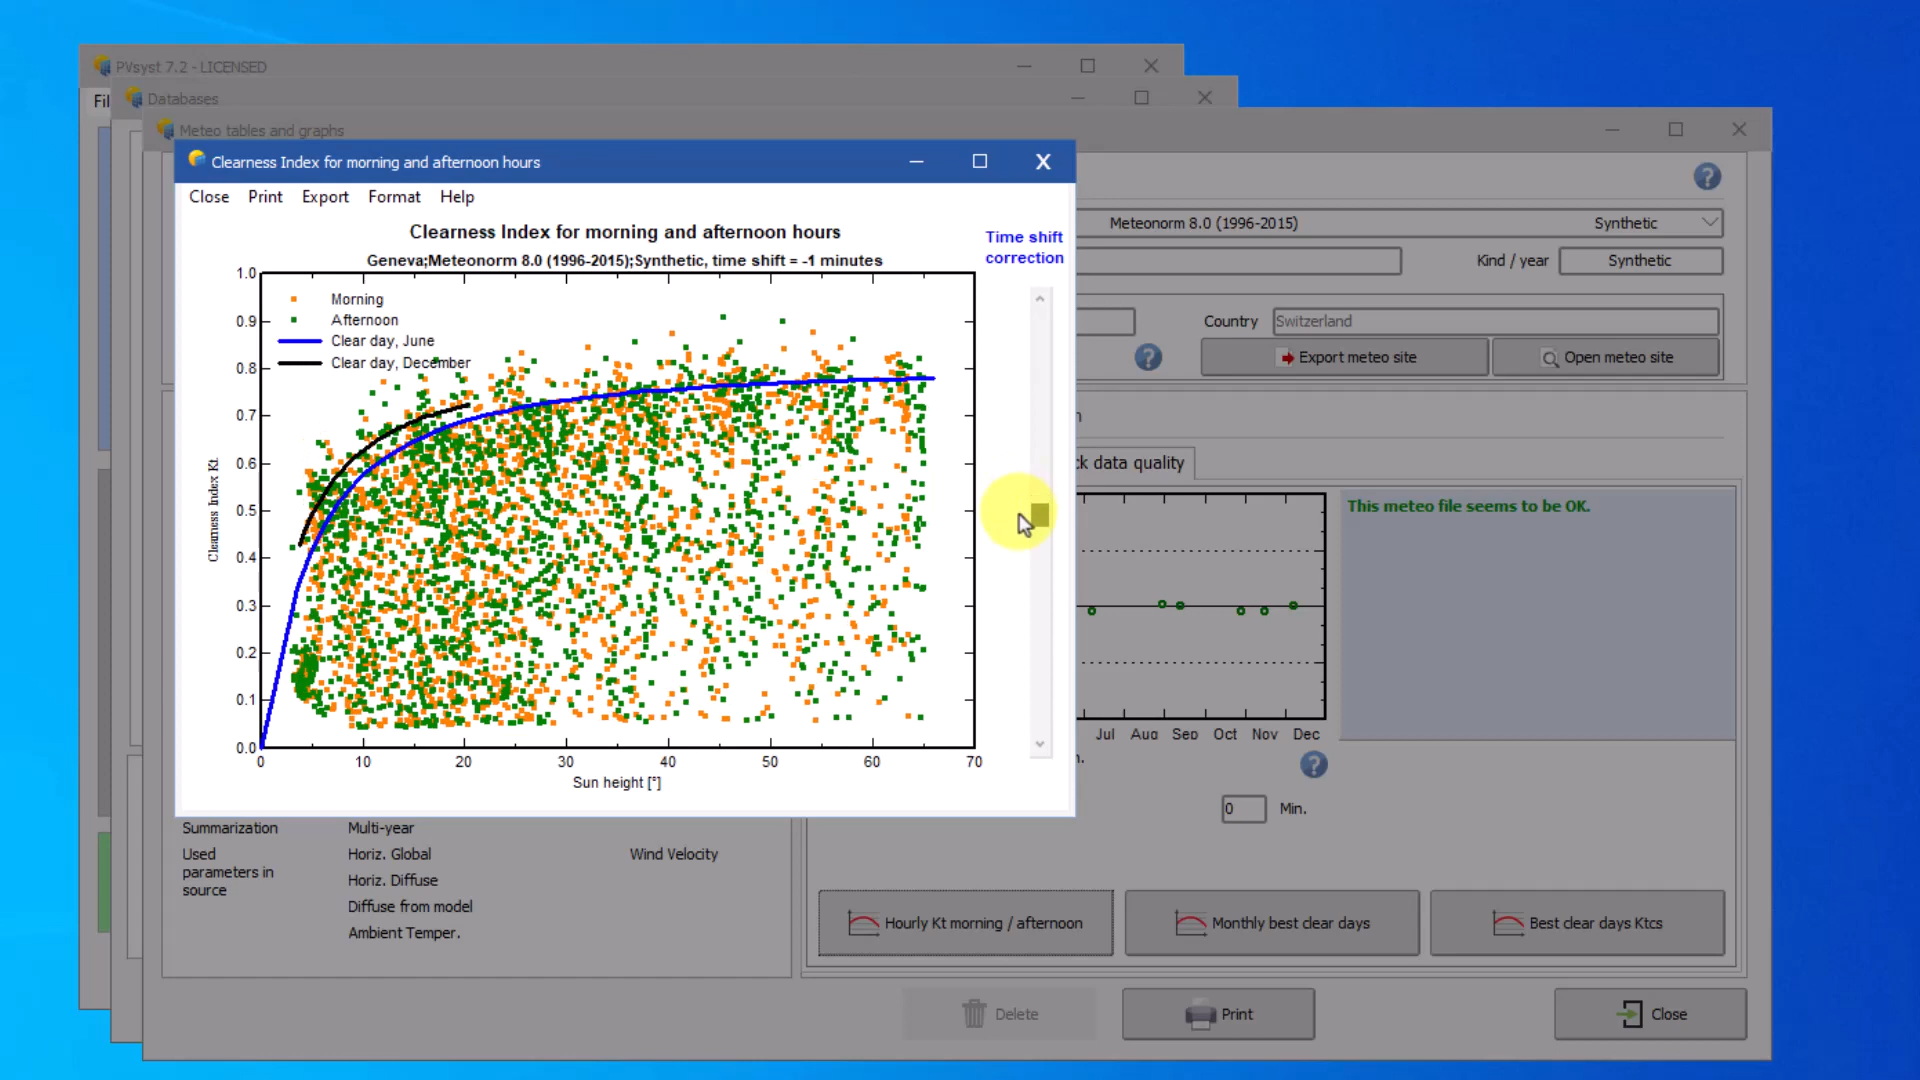 PVsyst 7.2 - LICENSED
Fil
Databases
Meteo tables and graphs
Clearness Index for morning and afternoon hours
Close Print Export Format Help
Clearness Index for morning and afternoon hours
Geneva;Meteonorm 8.0 (1996-2015);Synthetic, time shift = -1 minutes
Time shift
correction
Morning
Afternoon
Clear day, June
Clear day, December
1.0
0.9
0.8
0.7
0.6
0.5
0.4
0.3
0.2
0.1
0.0
Clearness Index Kt
0 10 20 30 40 50 60 70
Sun height [°]
Meteonorm 8.0 (1996-2015) Synthetic
Kind / year Synthetic
Country Switzerland
Export meteo site Open meteo site
ck data quality
This meteo file seems to be OK.
Jul Aug Sep Oct Nov Dec
0 Min.
Summarization Multi-year
Used
parameters in
source
Horiz. Global Wind Velocity
Horiz. Diffuse
Diffuse from model
Ambient Temper.
Hourly Kt morning / afternoon Monthly best clear days Best clear days Ktcs
Delete Print Close